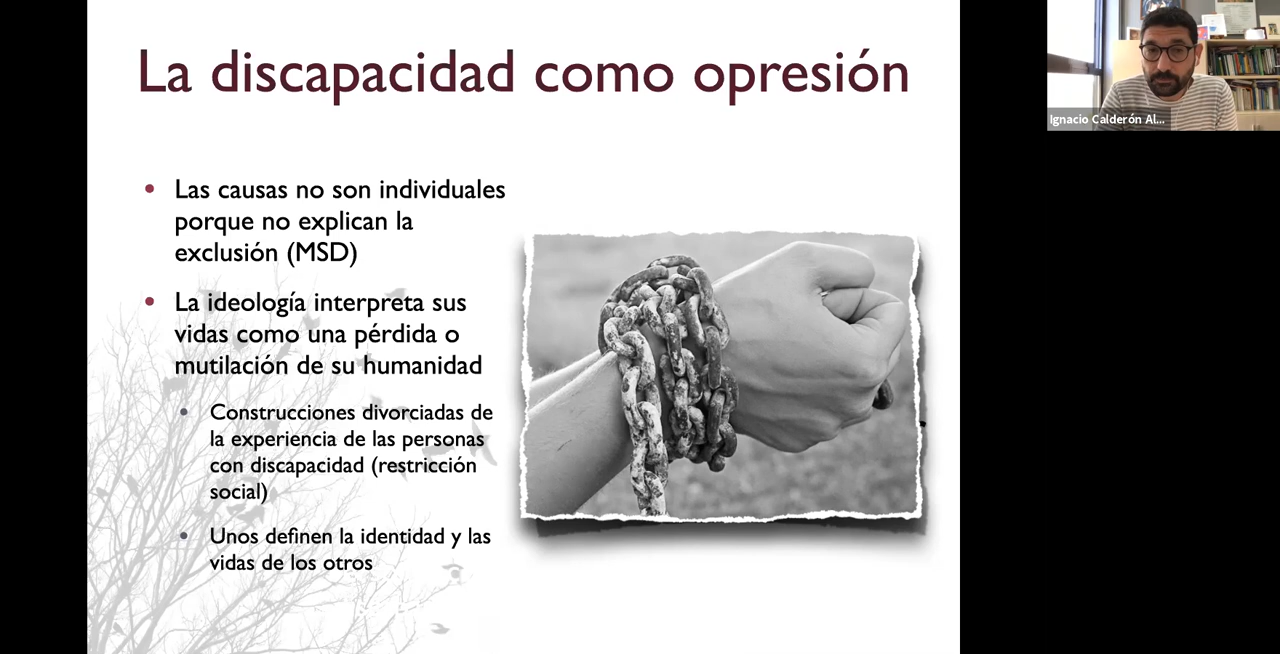 La discapacidad como opresión
Las causas no son individuales
porque no explican la
exclusión (MSD)
La ideología interpreta sus
vidas como una pérdida o
mutilación de su humanidad
Construcciones divorciadas de
la experiencia de las personas
con discapacidad (restricción
social)
Unos definen la identidad y las
vidas de los otros
Ignacio Calderón Al...